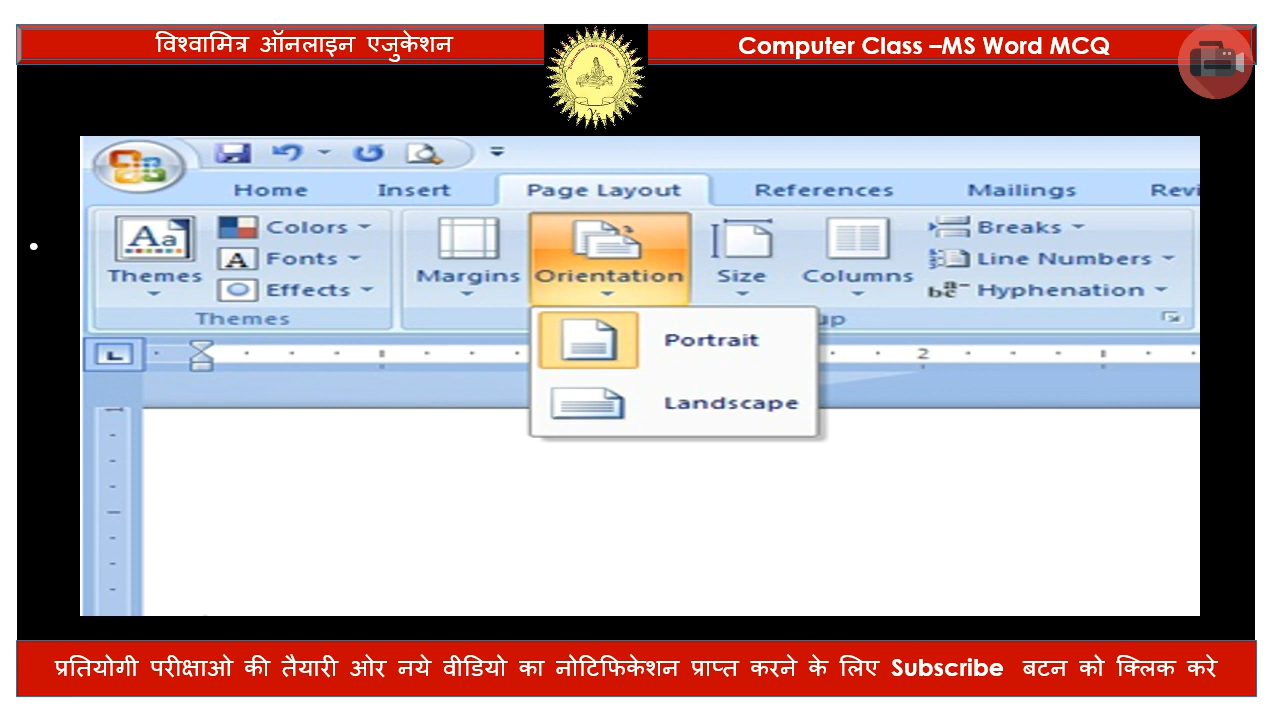 विश्वामित्र ऑनलाइन एजुकेशन
Computer Class –MS Word MCQ
Home Insert Page Layout References Mailings
Themes
Colors
Fonts
Effects
Themes
Margins
Orientation
Size
Columns
Breaks
Line Numbers
Hyphenation
Portrait
Landscape
2
प्रतियोगी परीक्षाओ की तैयारी ओर नये वीडियो का नोटिफिकेशन प्राप्त करने के लिए Subscribe बटन को क्लिक करे